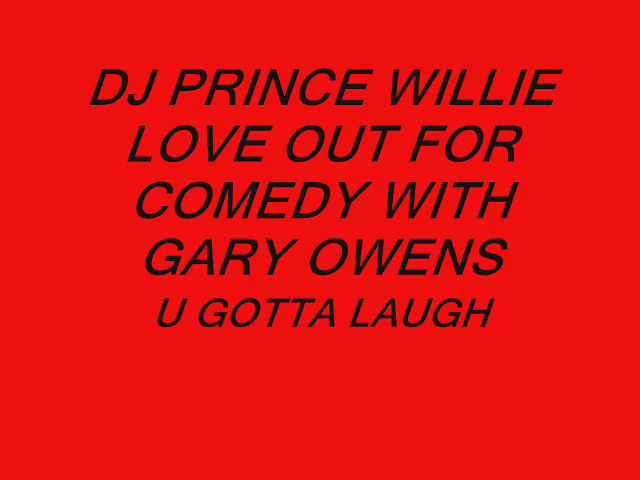 DJ PRINCE WILLIE
LOVE OUT FOR
COMEDY WITH
GARY OWENS
U GOTTA LAUGH